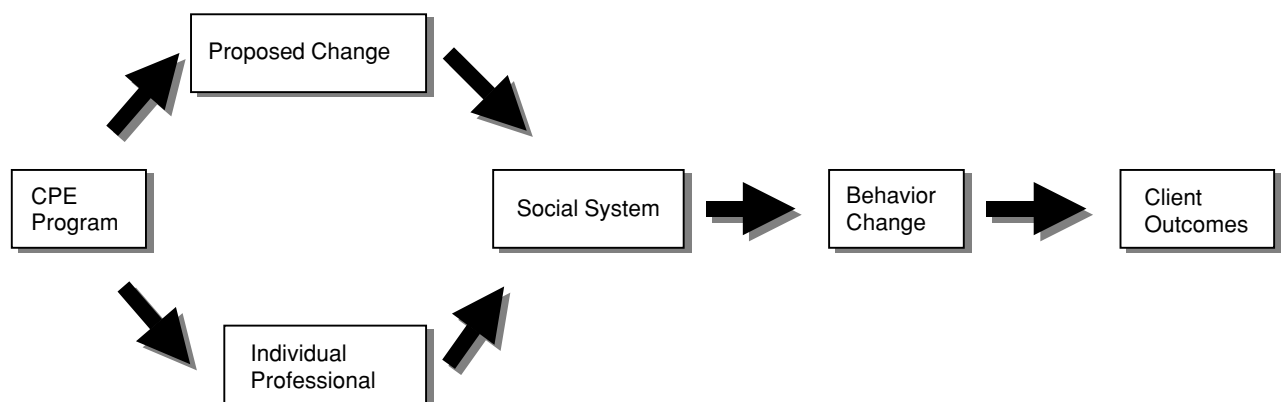 Proposed Change
CPE
Program
Social System
Behavior
Change
Client
Outcomes
Individual
Professional